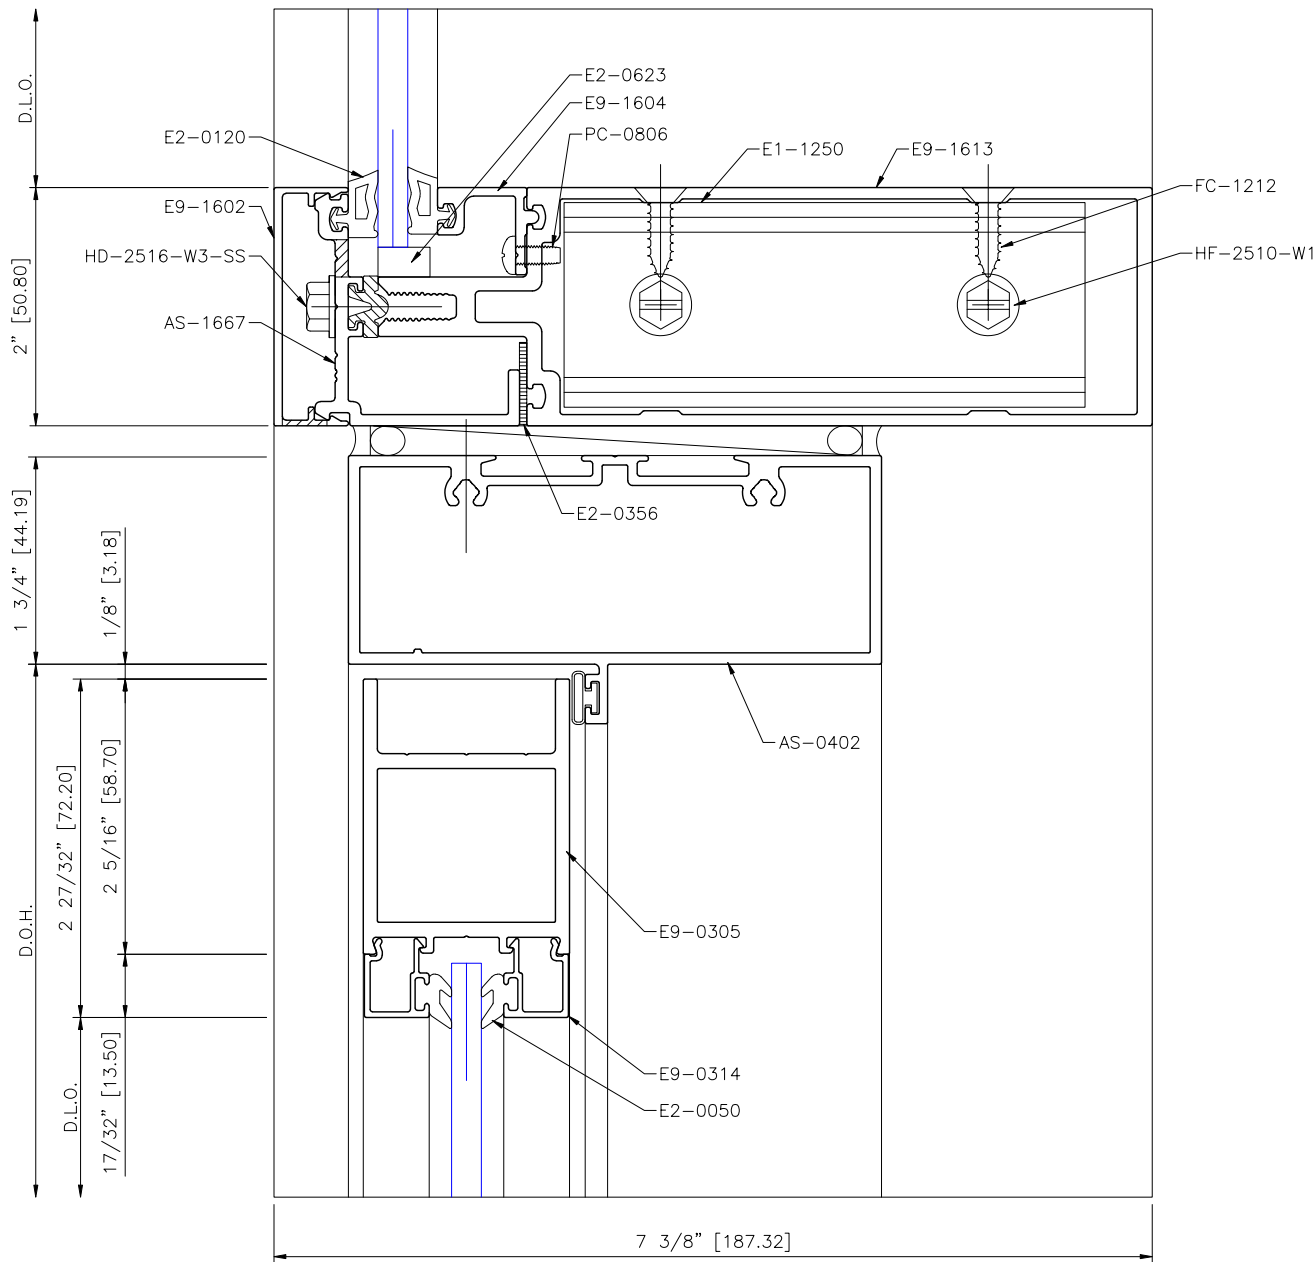 D.L.O.
E2-0623
E9-1604
PC-0806
E2-0120
E1-1250
E9-1613
FC-1212
E9-1602
HD-2516-W3-SS
HF-2510-W1
AS-1667
2" [50.80]
E2-0356
1 3/4" [44.19]
1/8" [3.18]
AS-0402
2 5/16" [58.70]
2 27/32" [72.20]
D.O.H.
E9-0305
17/32" [13.50]
D.L.O.
E9-0314
E2-0050
7 3/8" [187.32]